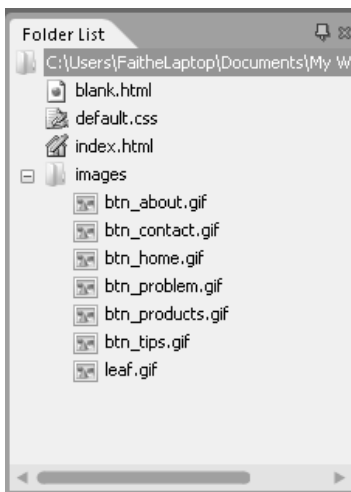 Folder List
C:\Users\FaitheLaptop\Documents\My W
blank.html
default.css
index.html
images
btn_about.gif
btn_contact.gif
btn_home.gif
btn_problem.gif
btn_products.gif
btn_tips.gif
leaf.gif